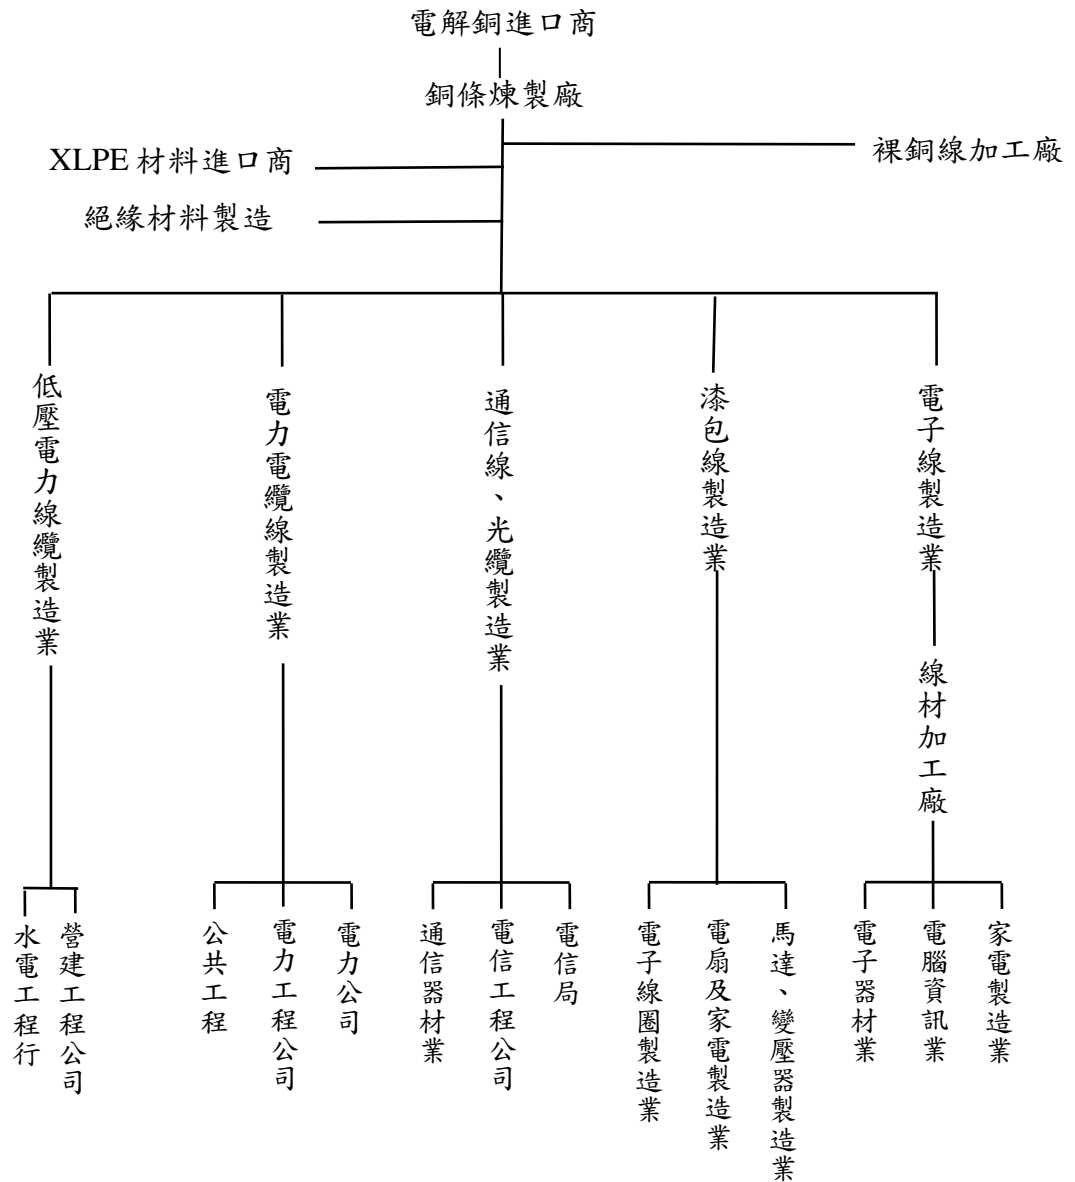 電解銅進口商
銅條煉製廠
裸銅線加工廠
XLPE 材料進口商
絕緣材料製造
低壓電力線纜製造業
電力電纜線製造業
通信線、光纜製造業
漆包線製造業
電子線製造業
線材加工廠
水電工程行
營建工程公司
公共工程
電力工程公司
電力公司
通信器材業
電信工程公司
電信局
電子線圈製造業
電扇及家電製造業
馬達、變壓器製造業
電子器材業
電腦資訊業
家電製造業